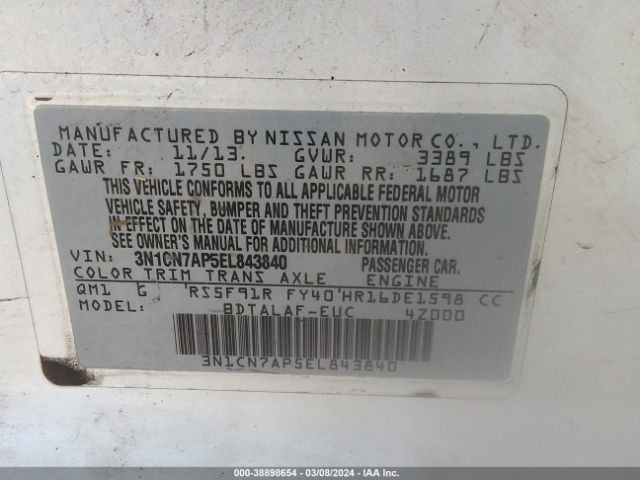 MANUFACTURED BY NISSAN MOTOR CO., LTD.
DATE: 11/13. GVWR: 3389 LBS
GAWR FR: 1750 LBS GAWR RR: 1687 LBS
THIS VEHICLE CONFORMS TO ALL APPLICABLE FEDERAL MOTOR
VEHICLE SAFETY, BUMPER AND THEFT PREVENTION STANDARDS
IN EFFECT ON THE DATE OF MANUFACTURE SHOWN ABOVE.
SEE OWNER'S MANUAL FOR ADDITIONAL INFORMATION.
VIN: 3N1CN7AP5EL843840 PASSENGER CAR.
COLOR TRIM TRANS AXLE ENGINE
QM1 G 'RS5F91R FY40'HR16DE1598 CC
MODEL: BDTALAF-EUC 4Z000
3N1CN7AP5EL843840
000-38898654 - 03/08/2024 - IAA Inc.